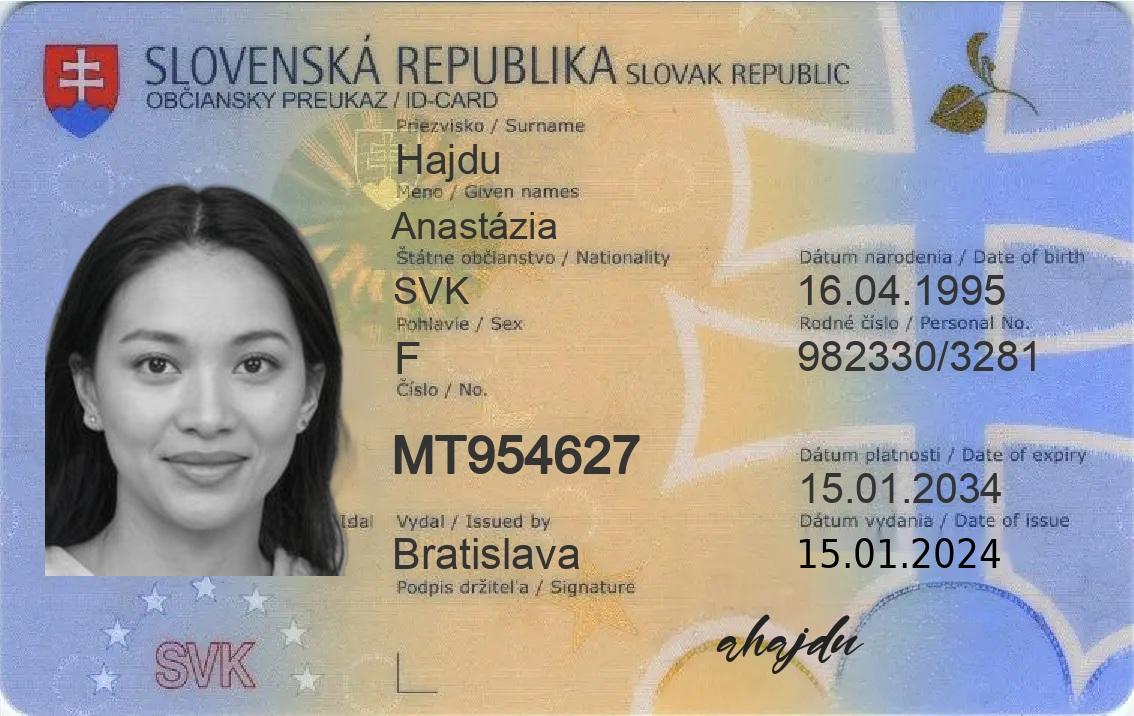 SLOVENSKÁ REPUBLIKA SLOVAK REPUBLIC
OBČIANSKY PREUKAZ / ID-CARD
Priezvisko / Surname
Hajdu
Meno / Given names
Anastázia
Štátne občianstvo / Nationality
SVK
Dátum narodenia / Date of birth
16.04.1995
Pohlavie / Sex
F
Rodné číslo / Personal No.
982330/3281
Číslo / No.
MT954627
Dátum platnosti / Date of expiry
15.01.2034
Idal
Vydal / Issued by
Bratislava
Dátum vydania / Date of issue
15.01.2024
Podpis držiteľa / Signature
ahajdu
SVK